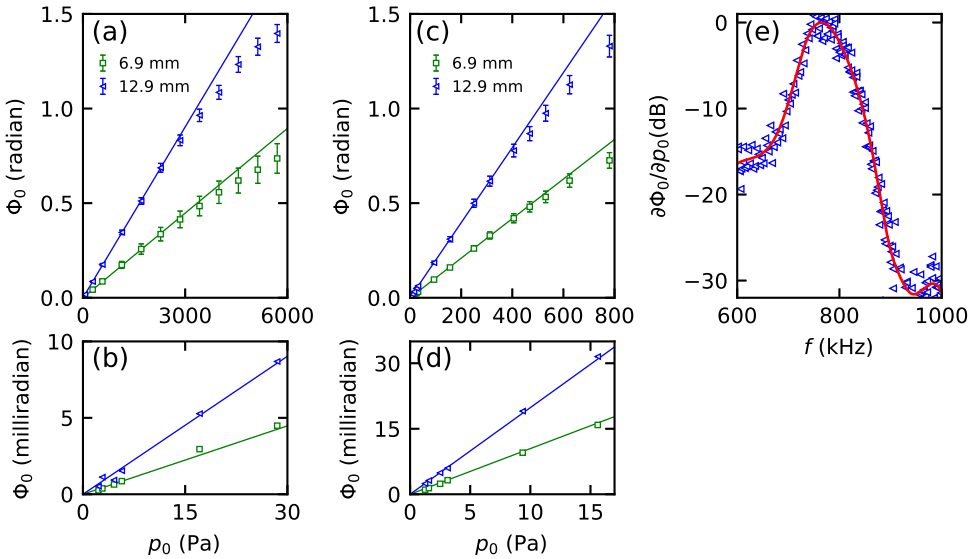 (a)
1.5
1.0
0.5
0.0
Φ₀ (radian)
6.9 mm
12.9 mm
0
3000
6000
(c)
1.5
1.0
0.5
0.0
Φ₀ (radian)
6.9 mm
12.9 mm
0
200
400
600
800
(e)
0
−10
−20
−30
∂Φ₀/∂p₀(dB)
600
800
1000
f (kHz)
(b)
10
5
0
Φ₀ (milliradian)
0
15
30
p₀ (Pa)
(d)
30
15
0
Φ₀ (milliradian)
0
5
10
15
p₀ (Pa)